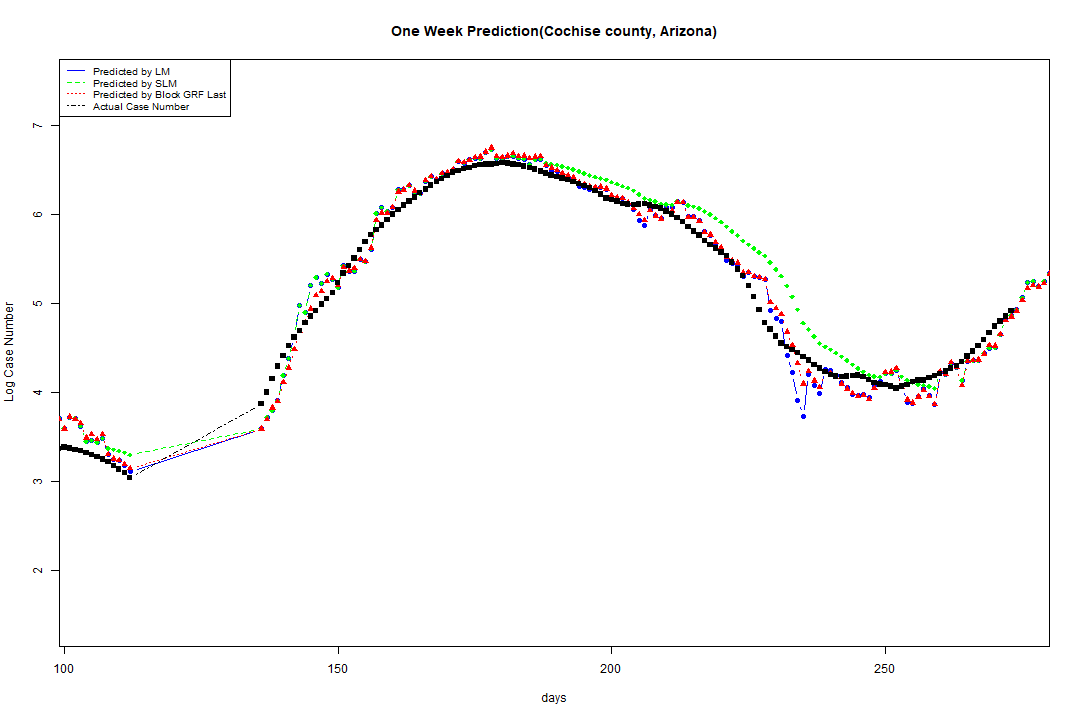 One Week Prediction(Cochise county, Arizona)
Predicted by LM
Predicted by SLM
Predicted by Block GRF Last
Actual Case Number
7
6
5
4
3
2
Log Case Number
100 150 200 250
days